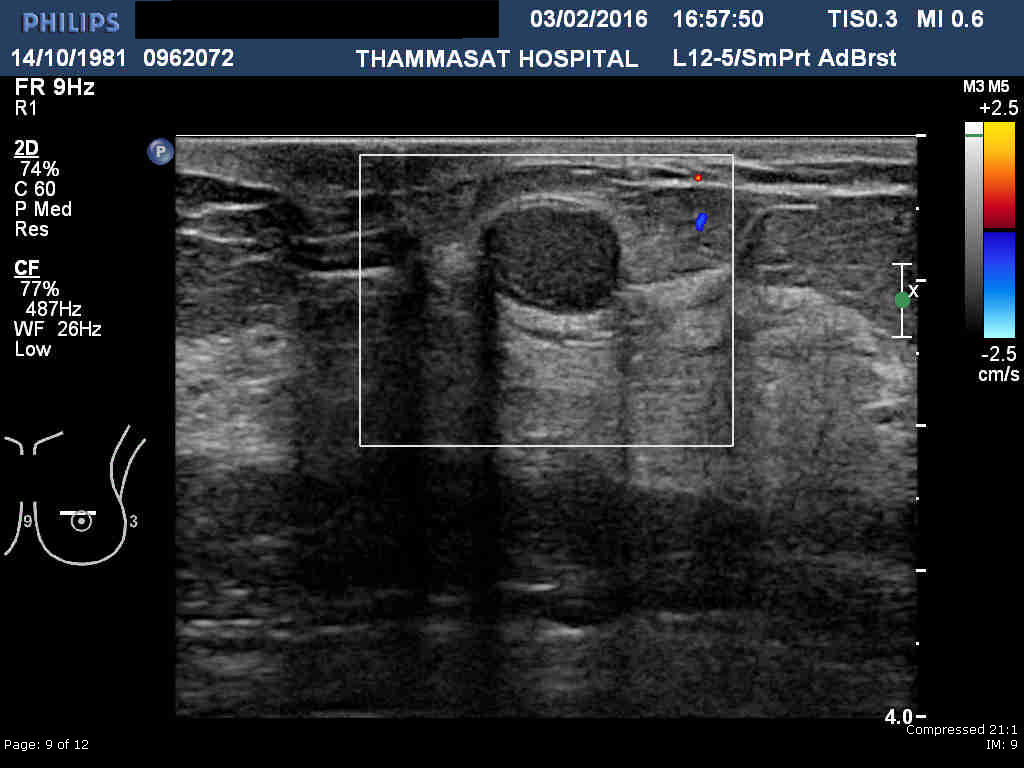 PHILIPS 03/02/2016 16:57:50 TIS0.3 MI 0.6
14/10/1981 0962072 THAMMASAT HOSPITAL L12-5/SmPrt AdBrst
FR 9Hz
R1
M3 M5
+2.5
P
2D
74%
C 60
P Med
Res
CF
77%
487Hz
WF 26Hz
Low
x
-2.5
cm/s
9 3
4.0
Compressed 21:1
Page: 9 of 12
IM: 9